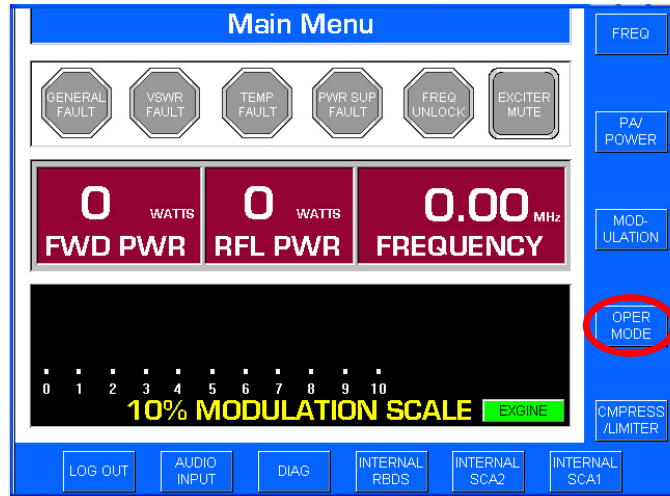 Main Menu
FREQ
GENERAL
FAULT
VSWR
FAULT
TEMP
FAULT
PWR SUP
FAULT
FREQ
UNLOCK
EXCITER
MUTE
PA/
POWER
0 WATTS
FWD PWR
0 WATTS
RFL PWR
0.00 MHz
FREQUENCY
MOD-
ULATION
OPER
MODE
0 1 2 3 4 5 6 7 8 9 10
10% MODULATION SCALE
EXGINE
CMPRESS
/LIMITER
LOG OUT
AUDIO
INPUT
DIAG
INTERNAL
RBDS
INTERNAL
SCA2
INTERNAL
SCA1